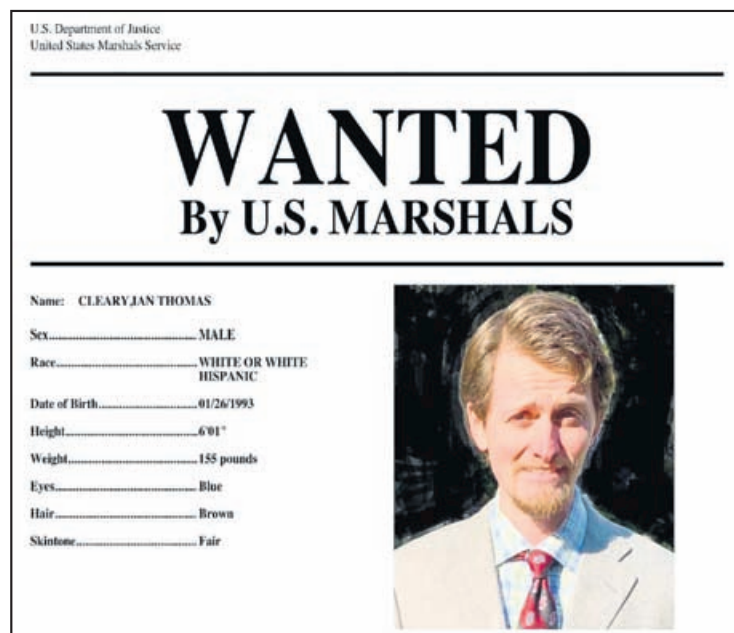 U.S. Department of Justice
United States Marshals Service
WANTED
By U.S. MARSHALS
Name: CLEARY,IAN THOMAS
Sex.......................................... MALE
Race.......................................... WHITE OR WHITE
HISPANIC
Date of Birth.............................. 01/26/1993
Height.......................................6'01"
Weight....................................... 155 pounds
Eyes.......................................... Blue
Hair.......................................... Brown
Skintone.................................... Fair